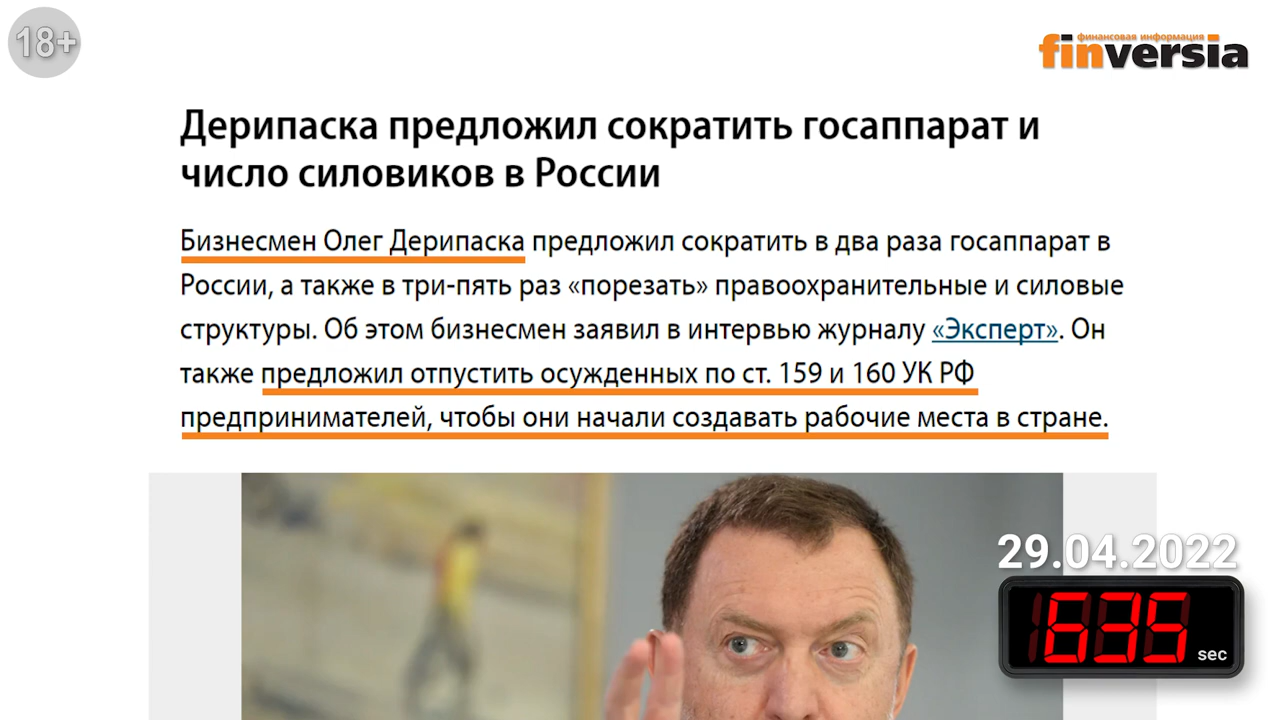 18+
финансовая информация
finversia
Дерипаска предложил сократить госаппарат и
число силовиков в России
Бизнесмен Олег Дерипаска предложил сократить в два раза госаппарат в
России, а также в три-пять раз «порезать» правоохранительные и силовые
структуры. Об этом бизнесмен заявил в интервью журналу «Эксперт». Он
также предложил отпустить осужденных по ст. 159 и 160 УК РФ
предпринимателей, чтобы они начали создавать рабочие места в стране.
29.04.2022
635 sec